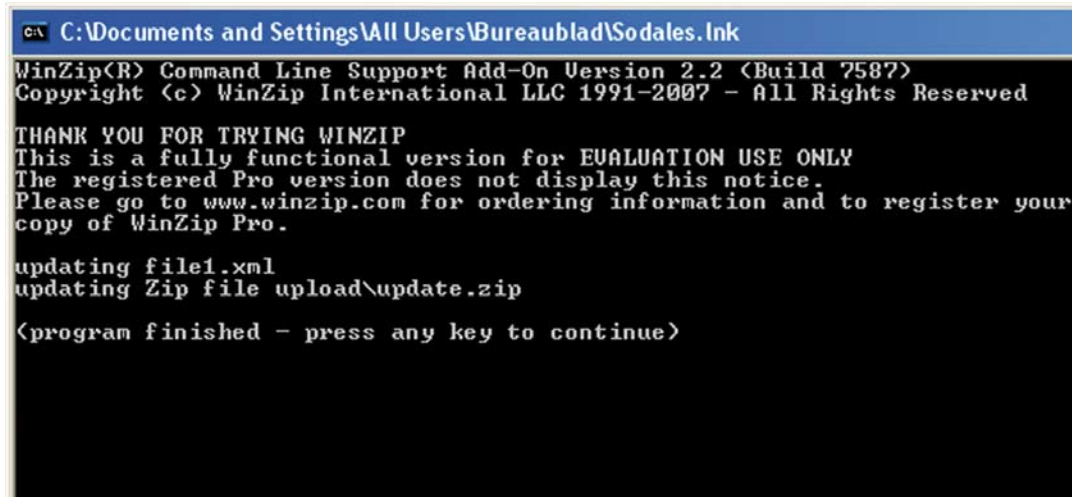 C:\Documents and Settings\All Users\Bureaublad\Sodales.lnk
WinZip(R) Command Line Support Add-On Version 2.2 (Build 7587)
Copyright (c) WinZip International LLC 1991-2007 - All Rights Reserved
THANK YOU FOR TRYING WINZIP
This is a fully functional version for EVALUATION USE ONLY
The registered Pro version does not display this notice.
Please go to www.winzip.com for ordering information and to register your
copy of WinZip Pro.
updating file1.xml
updating Zip file upload\update.zip
(program finished - press any key to continue)